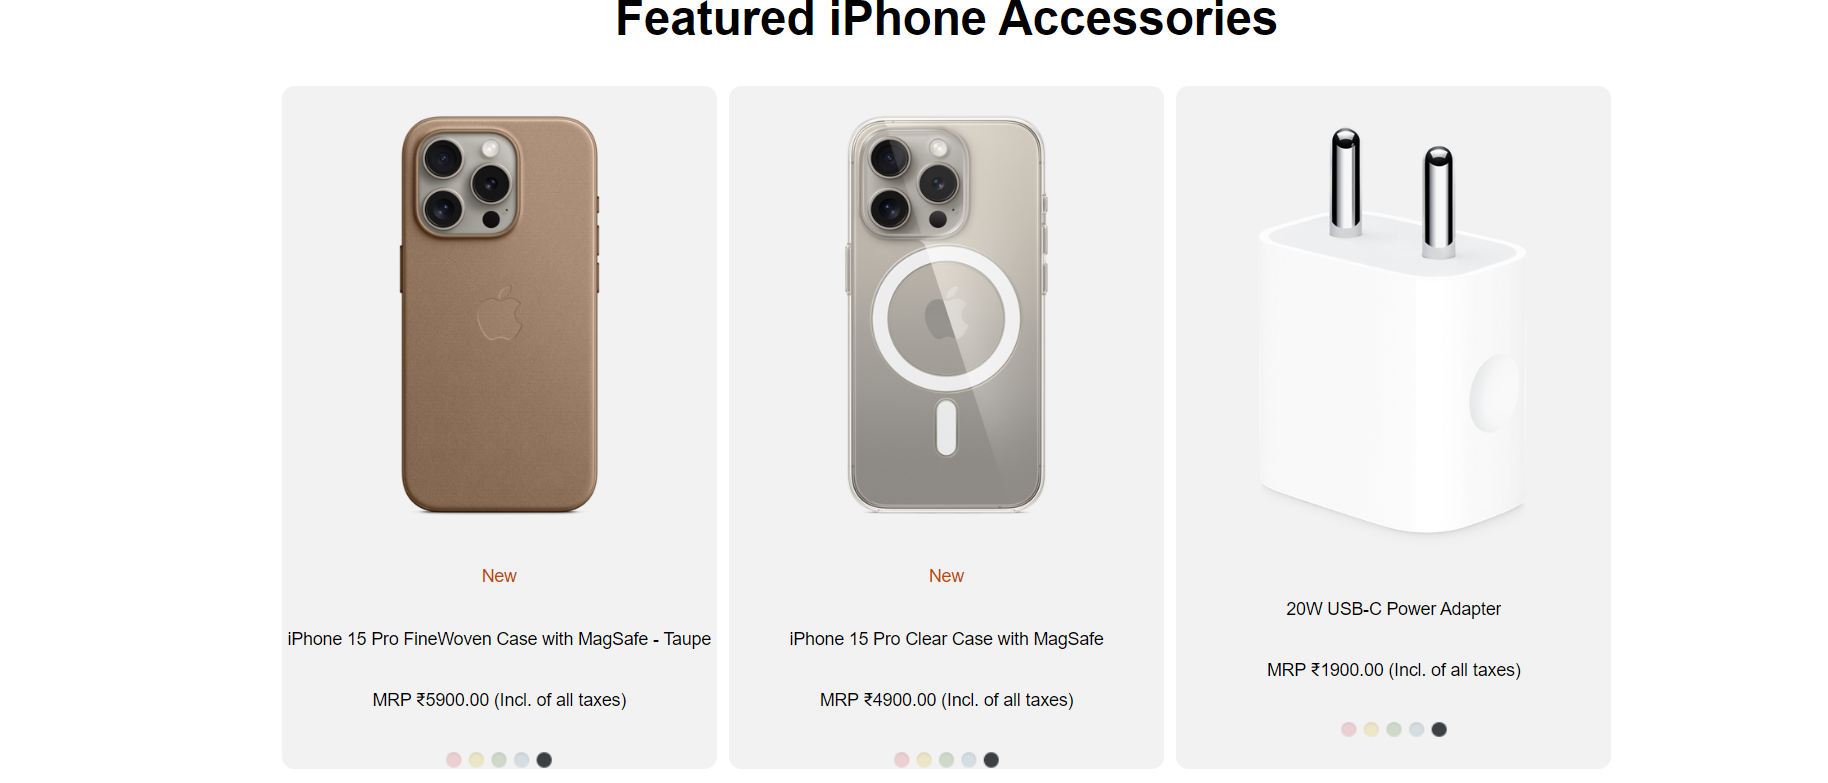 Featured iPhone Accessories
New
iPhone 15 Pro FineWoven Case with MagSafe - Taupe
MRP ₹5900.00 (Incl. of all taxes)
New
iPhone 15 Pro Clear Case with MagSafe
MRP ₹4900.00 (Incl. of all taxes)
20W USB-C Power Adapter
MRP ₹1900.00 (Incl. of all taxes)